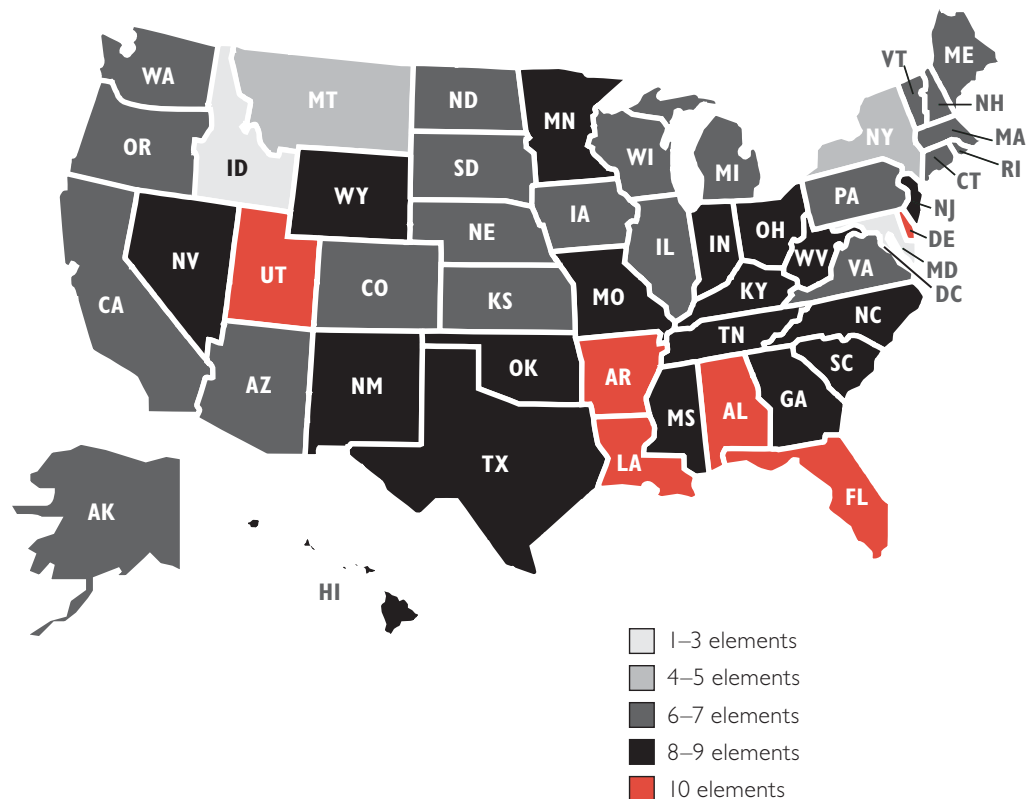 ME
VT
WA
NH
MT
ND
MN
MA
NY
OR
RI
WI
SD
ID
MI
CT
WY
PA
NJ
IA
NE
OH
DE
IN
IL
NV
WV
MD
UT
VA
CO
DC
KY
MO
KS
CA
NC
TN
OK
SC
AR
AZ
NM
GA
MS
AL
TX
LA
FL
AK
HI
1–3 elements
4–5 elements
6–7 elements
8–9 elements
10 elements